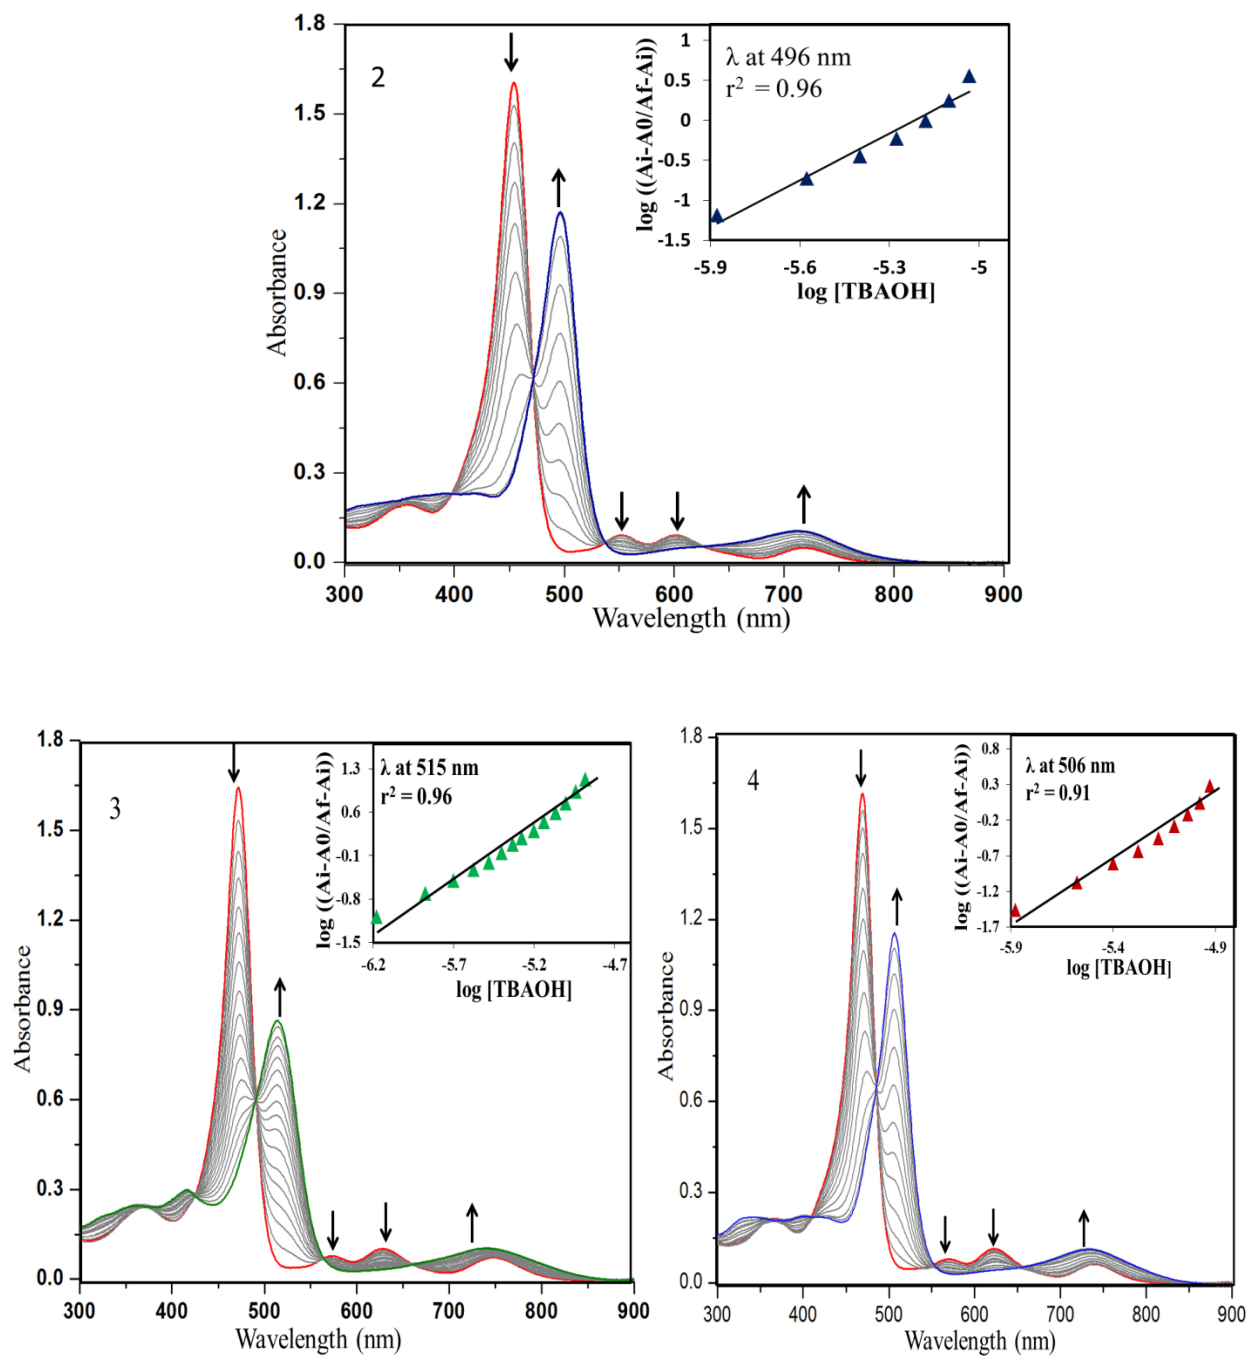 2
λ at 496 nm
r² = 0.96
log ((Ai-A0/Af-Ai))
1
0.5
0
-0.5
-1
-1.5
-5.9 -5.6 -5.3 -5
log [TBAOH]
Absorbance
1.8
1.5
1.2
0.9
0.6
0.3
0.0
300 400 500 600 700 800 900
Wavelength (nm)
3
λ at 515 nm
r² = 0.96
log ((Ai-A0/Af-Ai))
1.3
0.6
-0.1
-0.8
-1.5
-6.2 -5.7 -5.2 -4.7
log [TBAOH]
Absorbance
1.8
1.5
1.2
0.9
0.6
0.3
0.0
300 400 500 600 700 800 900
Wavelength (nm)
4
λ at 506 nm
r² = 0.91
log ((Ai-A0/Af-Ai))
0.8
0.3
-0.2
-0.7
-1.2
-1.7
-5.9 -5.4 -4.9
log [TBAOH]
Absorbance
1.8
1.5
1.2
0.9
0.6
0.3
0.0
300 400 500 600 700 800 900
Wavelength (nm)